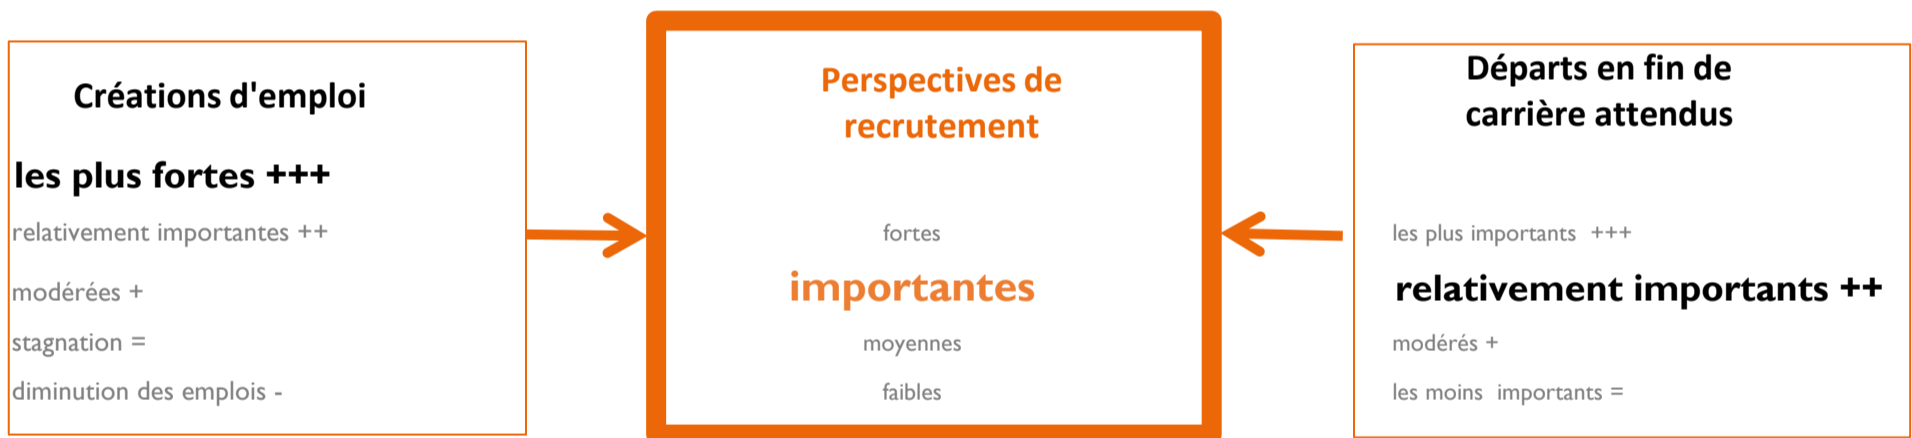 Créations d'emploi
les plus fortes +++
relativement importantes ++
modérées +
stagnation =
diminution des emplois -
Perspectives de
recrutement
fortes
importantes
moyennes
faibles
Départs en fin de
carrière attendus
les plus importants +++
relativement importants ++
modérés +
les moins importants =